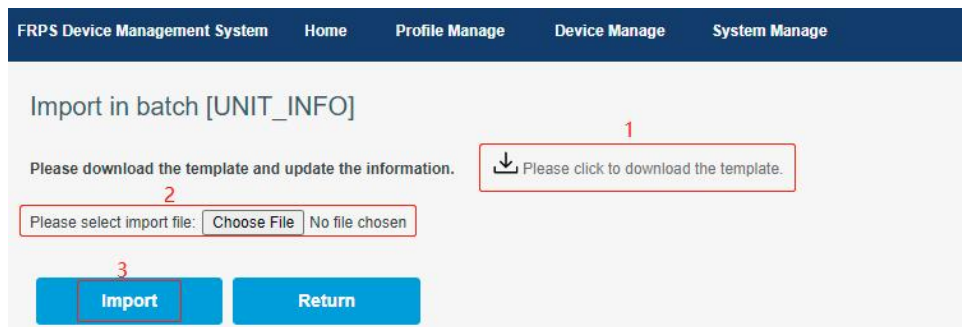 FRPS Device Management System Home Profile Manage Device Manage System Manage
Import in batch [UNIT_INFO]
1
Please download the template and update the information. Please click to download the template.
2
Please select import file: Choose File No file chosen
3
Import Return